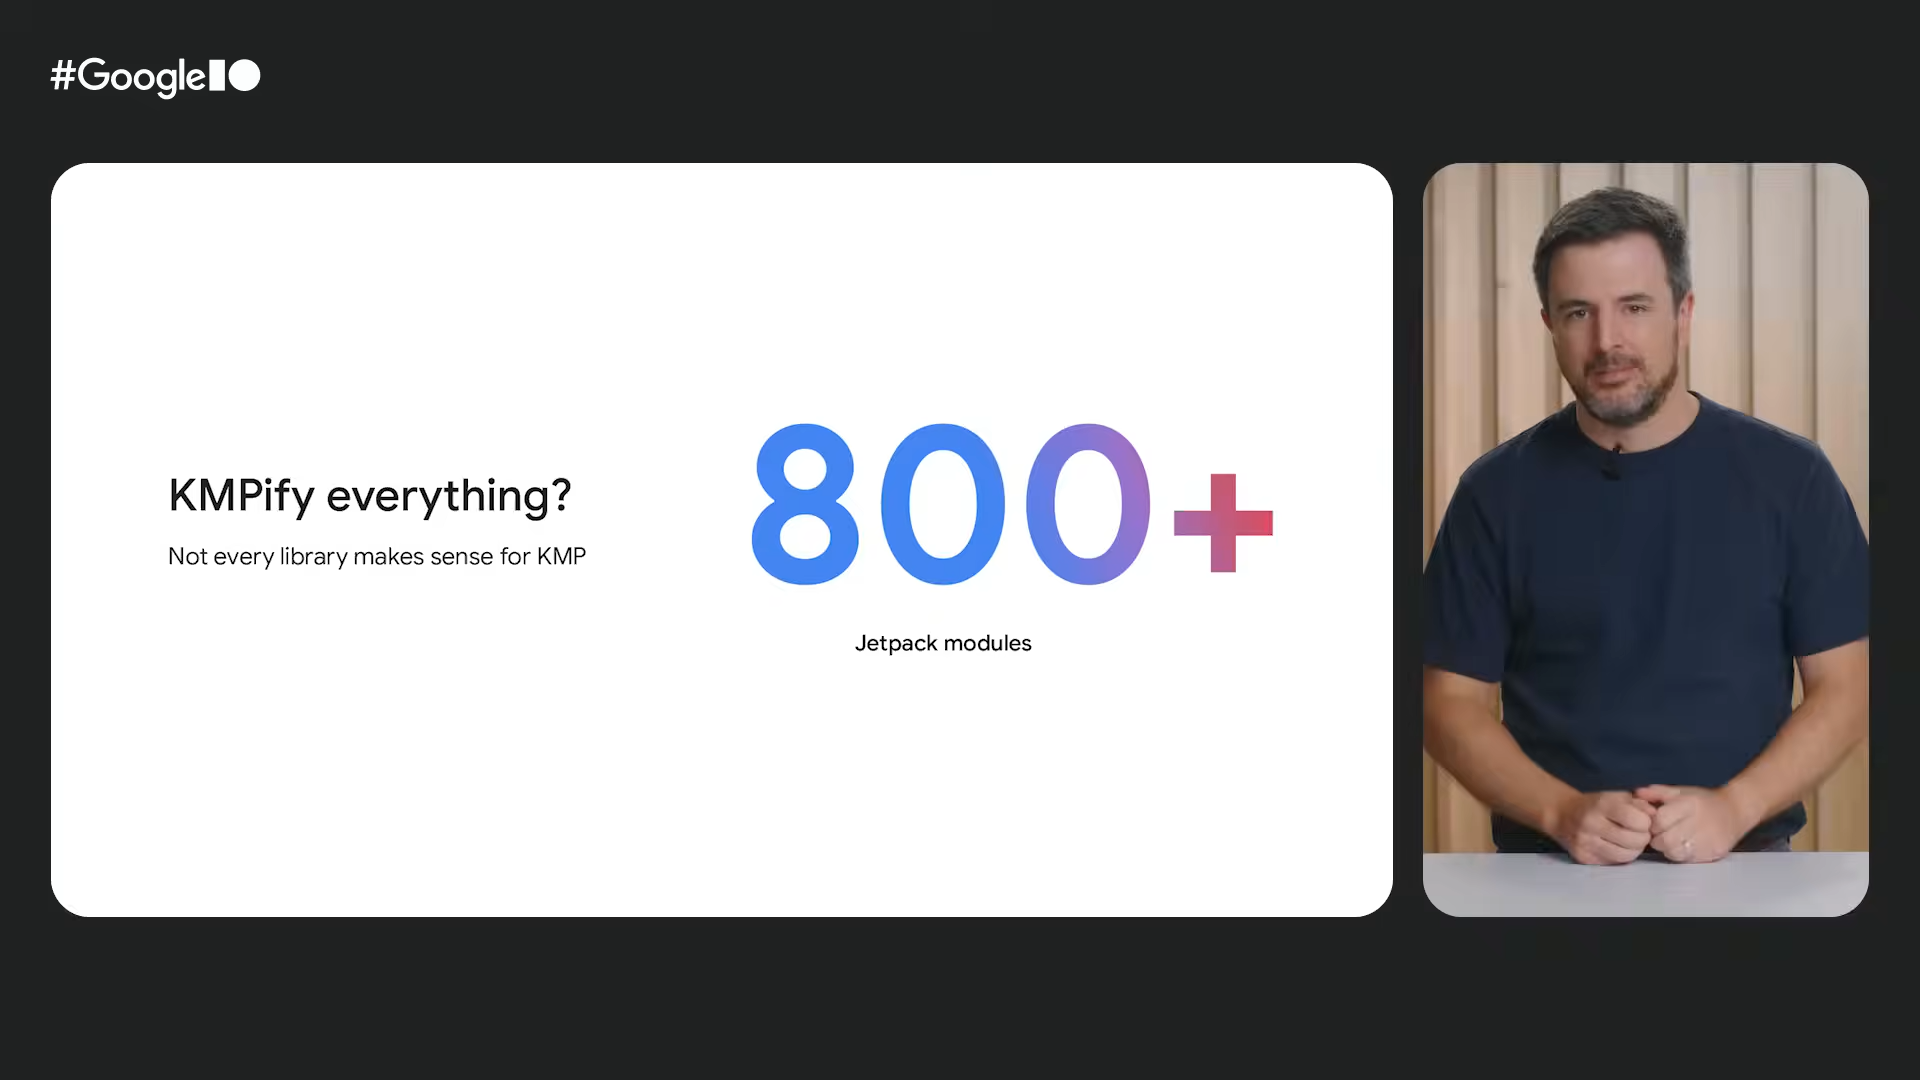 #GoogleIO
KMPify everything?
Not every library makes sense for KMP
800+
Jetpack modules